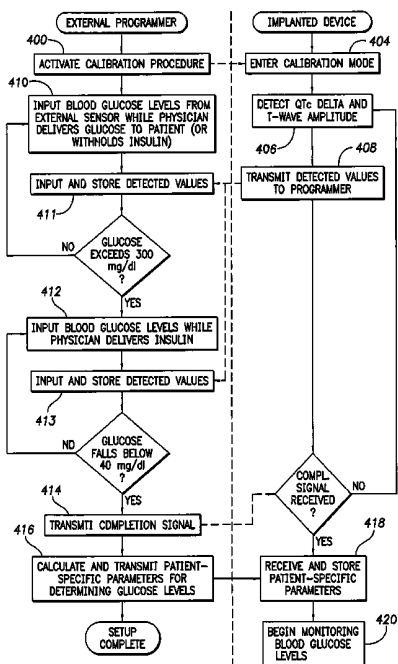 EXTERNAL PROGRAMMER
400
ACTIVATE CALIBRATION PROCEDURE
410
INPUT BLOOD GLUCOSE LEVELS FROM
EXTERNAL SENSOR WHILE PHYSICIAN
DELIVERS GLUCOSE TO PATIENT (OR
WITHHOLDS INSULIN)
INPUT AND STORE DETECTED VALUES
411
GLUCOSE
EXCEEDS 300
mg/dl
?
NO
YES
412
INPUT BLOOD GLUCOSE LEVELS WHILE
PHYSICIAN DELIVERS INSULIN
INPUT AND STORE DETECTED VALUES
413
GLUCOSE
FALLS BELOW
40 mg/dl
?
ND
YES
414
TRANSMTI CDMPLETION SIGNAL
416
CALCULATE AND TRANSMIT PATIENT-
SPECIFIC PARAMETERS FOR
DETERMINING GLUCOSE LEVELS
SETUP
COMPLETE
IMPLANTED DEVICE
404
ENTER CALIBRATION MODE
DETECT QTc DELTA AND
T-WAVE AMPLITUDE
406
408
TRANSMIT DETECTED VALUES
TO PROGRAMMER
COMPL.
SIGNAL
RECEIVED
?
NO
YES
418
RECEIVE AND STORE
PATIENT-SPECIFIC
PARAMETERS
420
BEGIN MONITORING
BLOOD GLUCOSE
LEVELS